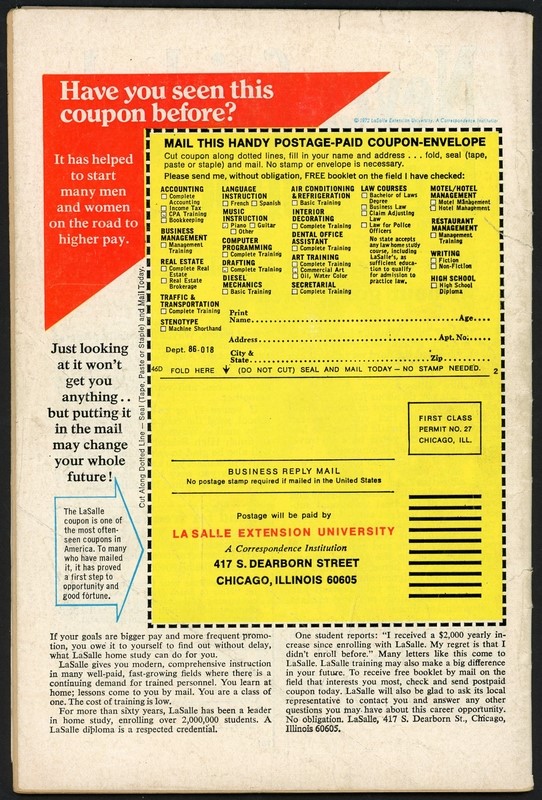 Have you seen this
coupon before?
© 1972 LaSalle Extension University, A Correspondence Institution
It has helped
to start
many men
and women
on the road to
higher pay.
Just looking
at it won't
get you
anything . .
but putting it
in the mail
may change
your whole
future!
The LaSalle
coupon is one of
the most often-
seen coupons in
America. To many
who have mailed
it, it has proved
a first step to
opportunity and
good fortune.
Cut Along Dotted Line — Seal (Tape, Paste or Staple) and Mail Today.
MAIL THIS HANDY POSTAGE-PAID COUPON-ENVELOPE
Cut coupon along dotted lines, fill in your name and address . . . fold, seal (tape,
paste or staple) and mail. No stamp or envelope is necessary.
Please send me, without obligation, FREE booklet on the field I have checked:
ACCOUNTING
Complete
Accounting
Income Tax
CPA Training
Bookkeeping
BUSINESS
MANAGEMENT
Management
Training
REAL ESTATE
Complete Real
Estate
Real Estate
Brokerage
TRAFFIC &
TRANSPORTATION
Complete Training
STENOTYPE
Machine Shorthand
LANGUAGE
INSTRUCTION
French Spanish
MUSIC
INSTRUCTION
Piano Guitar
Other
COMPUTER
PROGRAMMING
Complete Training
DRAFTING
Complete Training
DIESEL
MECHANICS
Basic Training
AIR CONDITIONING
& REFRIGERATION
Basic Training
INTERIOR
DECORATING
Complete Training
DENTAL OFFICE
ASSISTANT
Complete Training
ART TRAINING
Complete Training
Commercial Art
Oil, Water Color
SECRETARIAL
Complete Training
LAW COURSES
Bachelor of Laws
Degree
Business Law
Claim Adjusting
Law
Law for Police
Officers
No state accepts
any law home study
course, including
LaSalle's, as
sufficient educa-
tion to qualify
for admission to
practice law.
MOTEL/HOTEL
MANAGEMENT
Motel Management
Hotel Management
RESTAURANT
MANAGEMENT
Management
Training
WRITING
Fiction
Non-Fiction
HIGH SCHOOL
High School
Diploma
Print
Name Age
Address Apt. No.
Dept. 86-018
City &
State Zip
46D FOLD HERE (DO NOT CUT) SEAL AND MAIL TODAY — NO STAMP NEEDED. 2
FIRST CLASS
PERMIT NO. 27
CHICAGO, ILL.
BUSINESS REPLY MAIL
No postage stamp required if mailed in the United States
Postage will be paid by
LA SALLE EXTENSION UNIVERSITY
A Correspondence Institution
417 S. DEARBORN STREET
CHICAGO, ILLINOIS 60605
If your goals are bigger pay and more frequent promo-
tion, you owe it to yourself to find out without delay,
what LaSalle home study can do for you.
LaSalle gives you modern, comprehensive instruction
in many well-paid, fast-growing fields where there is a
continuing demand for trained personnel. You learn at
home; lessons come to you by mail. You are a class of
one. The cost of training is low.
For more than sixty years, LaSalle has been a leader
in home study, enrolling over 2,000,000 students. A
LaSalle diploma is a respected credential.
One student reports: "I received a $2,000 yearly in-
crease since enrolling with LaSalle. My regret is that I
didn't enroll before." Many letters like this come to
LaSalle. LaSalle training may also make a big difference
in your future. To receive free booklet by mail on the
field that interests you most, check and send postpaid
coupon today. LaSalle will also be glad to ask its local
representative to contact you and answer any other
questions you may have about this career opportunity.
No obligation. LaSalle, 417 S. Dearborn St., Chicago,
Illinois 60605.